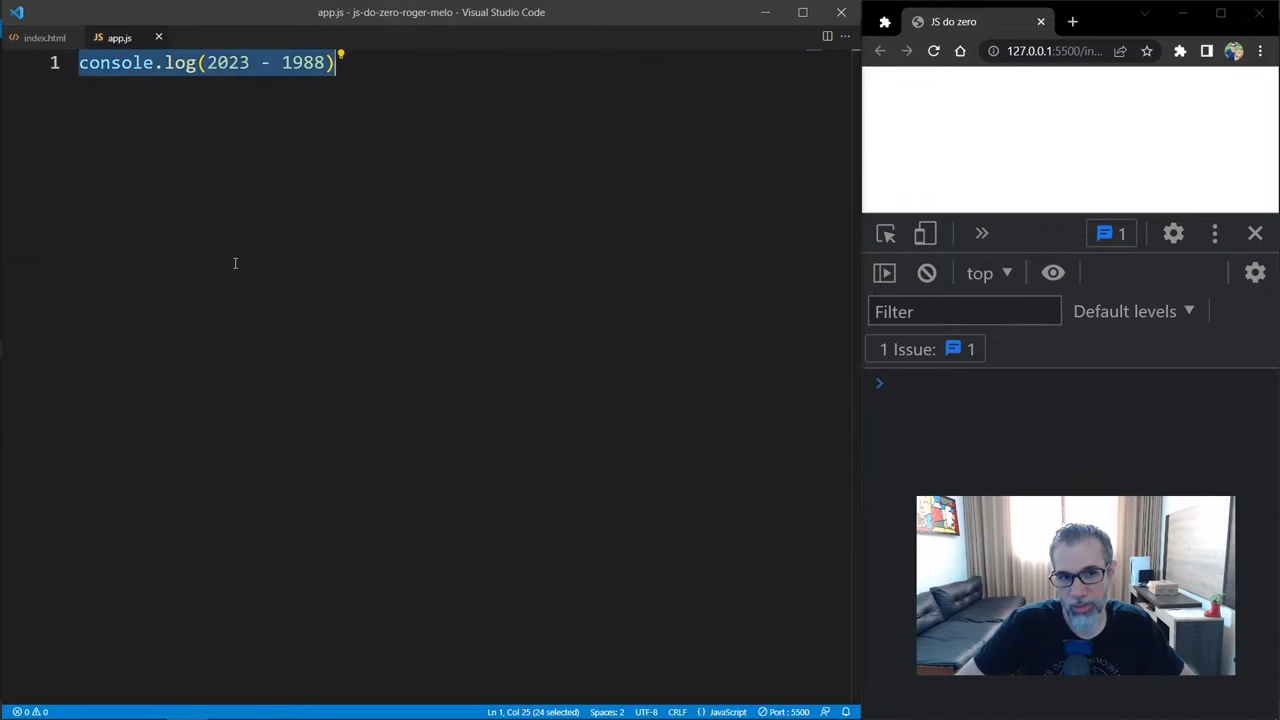 app.js - js-do-zero-roger-melo - Visual Studio Code
index.html
JS app.js
1 console.log(2023 - 1988)
JS do zero
127.0.0.1:5500/in...
1
top
Filter
Default levels
1 Issue: 1
0 0
Ln 1, Col 25 (24 selected)
Spaces: 2
UTF-8
CRLF
{} JavaScript
Port : 5500